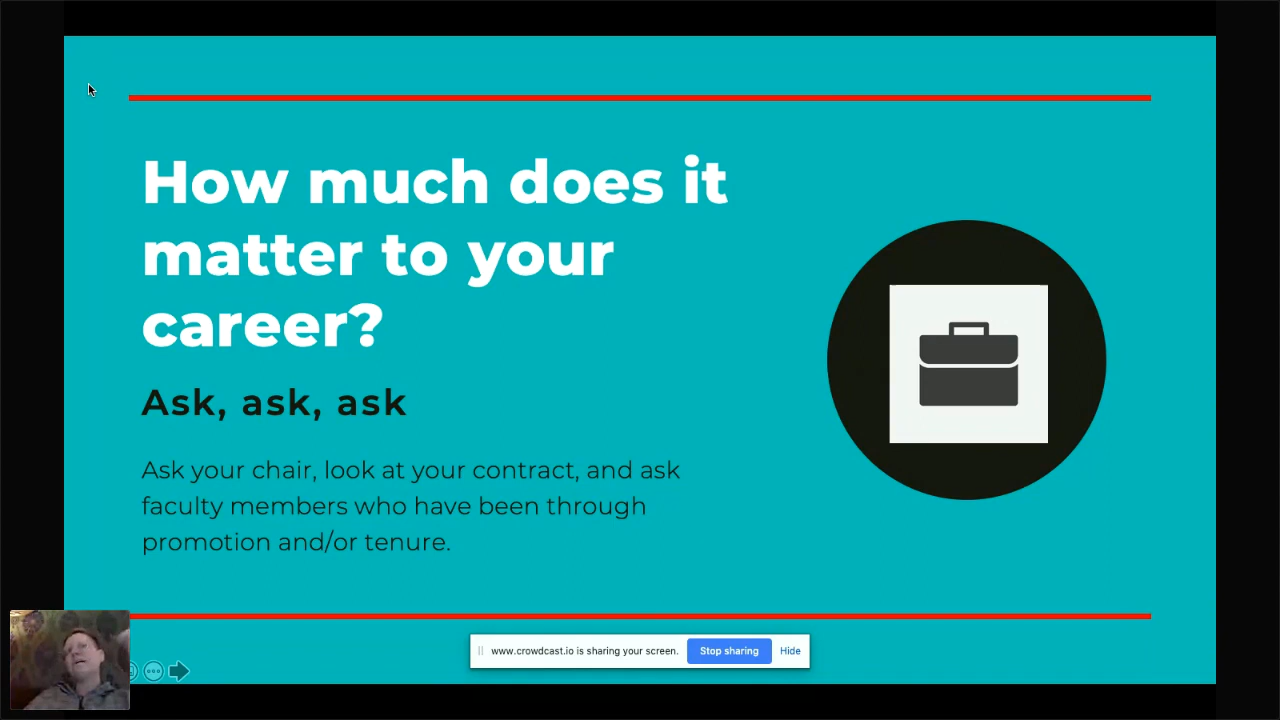 How much does it
matter to your
career?
Ask, ask, ask
Ask your chair, look at your contract, and ask
faculty members who have been through
promotion and/or tenure.
www.crowdcast.io is sharing your screen. Stop sharing Hide